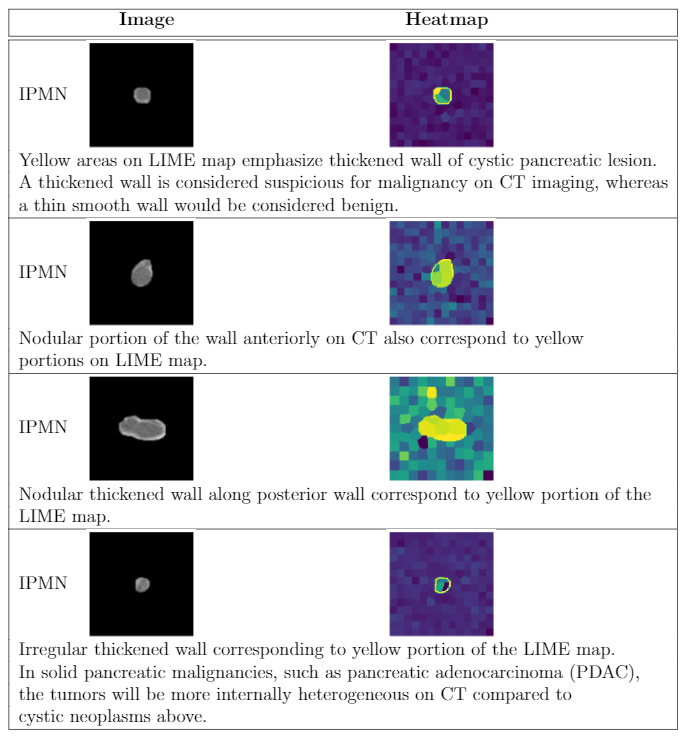 Image Heatmap
IPMN
Yellow areas on LIME map emphasize thickened wall of cystic pancreatic lesion.
A thickened wall is considered suspicious for malignancy on CT imaging, whereas
a thin smooth wall would be considered benign.
IPMN
Nodular portion of the wall anteriorly on CT also correspond to yellow
portions on LIME map.
IPMN
Nodular thickened wall along posterior wall correspond to yellow portion of the
LIME map.
IPMN
Irregular thickened wall corresponding to yellow portion of the LIME map.
In solid pancreatic malignancies, such as pancreatic adenocarcinoma (PDAC),
the tumors will be more internally heterogeneous on CT compared to
cystic neoplasms above.